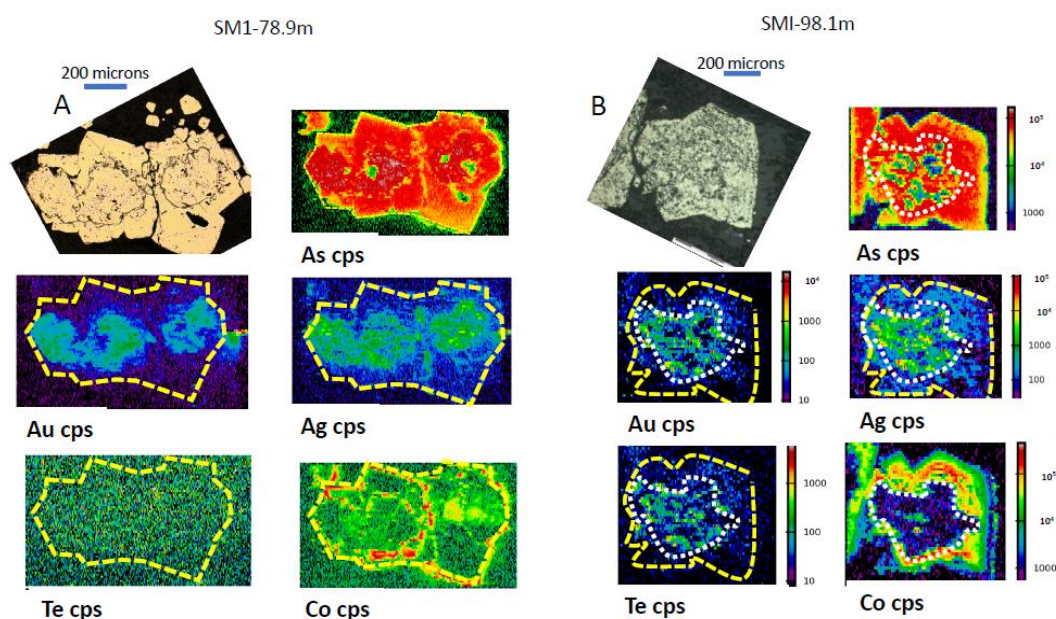 SM1-78.9m
SMI-98.1m
200 microns
A
As cps
200 microns
B
10⁵
1000
As cps
Au cps
Ag cps
10⁴
1000
100
10
Au cps
10⁵
10⁴
1000
100
Ag cps
Te cps
Co cps
1000
100
10
Te cps
10⁵
10⁴
1000
Co cps